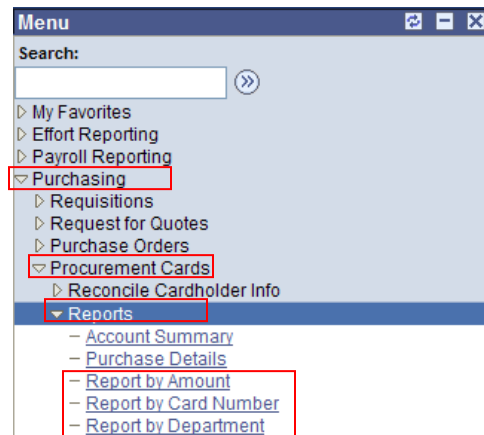 Menu
Search:
My Favorites
Effort Reporting
Payroll Reporting
Purchasing
Requisitions
Request for Quotes
Purchase Orders
Procurement Cards
Reconcile Cardholder Info
Reports
Account Summary
Purchase Details
Report by Amount
Report by Card Number
Report by Department